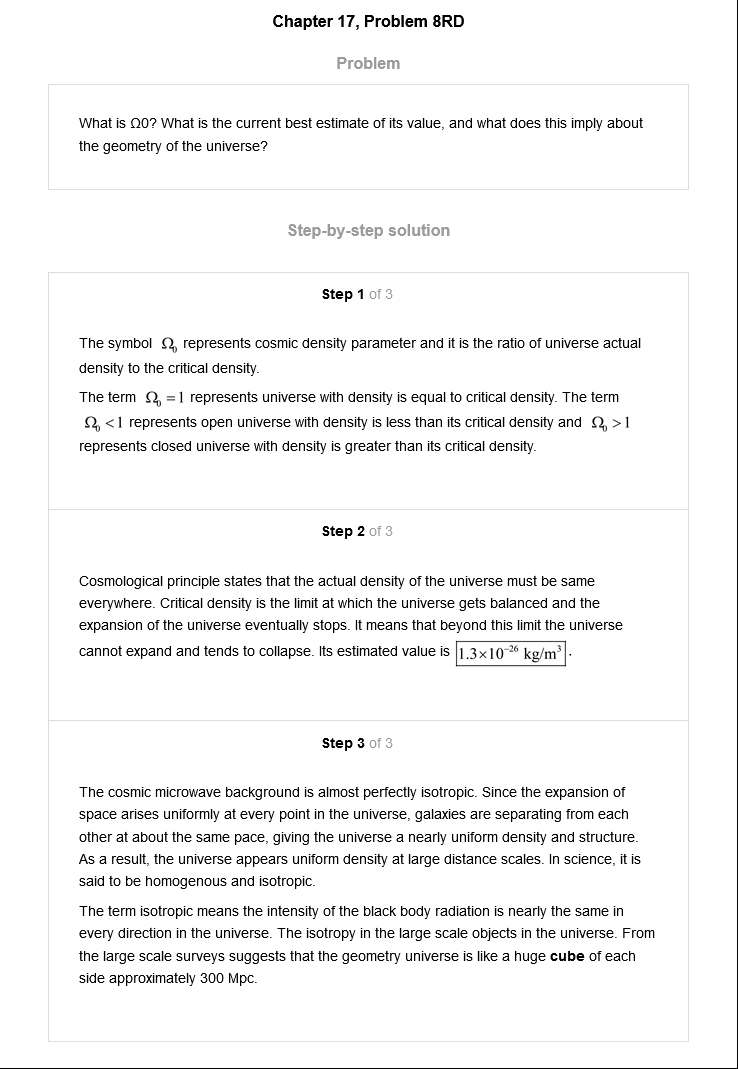 Chapter 17, Problem 8RD
Problem
What is Ω0? What is the current best estimate of its value, and what does this imply about
the geometry of the universe?
Step-by-step solution
Step 1 of 3
The symbol Ω₀ represents cosmic density parameter and it is the ratio of universe actual
density to the critical density.
The term Ω₀ = 1 represents universe with density is equal to critical density. The term
Ω₀ < 1 represents open universe with density is less than its critical density and Ω₀ > 1
represents closed universe with density is greater than its critical density.
Step 2 of 3
Cosmological principle states that the actual density of the universe must be same
everywhere. Critical density is the limit at which the universe gets balanced and the
expansion of the universe eventually stops. It means that beyond this limit the universe
cannot expand and tends to collapse. Its estimated value is 1.3×10⁻²⁶ kg/m³.
Step 3 of 3
The cosmic microwave background is almost perfectly isotropic. Since the expansion of
space arises uniformly at every point in the universe, galaxies are separating from each
other at about the same pace, giving the universe a nearly uniform density and structure.
As a result, the universe appears uniform density at large distance scales. In science, it is
said to be homogenous and isotropic.
The term isotropic means the intensity of the black body radiation is nearly the same in
every direction in the universe. The isotropy in the large scale objects in the universe. From
the large scale surveys suggests that the geometry universe is like a huge cube of each
side approximately 300 Mpc.